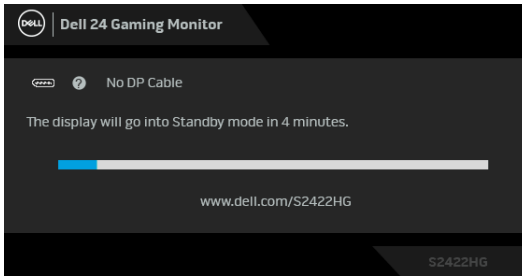 DELL
Dell 24 Gaming Monitor
No DP Cable
The display will go into Standby mode in 4 minutes.
www.dell.com/S2422HG
S2422HG